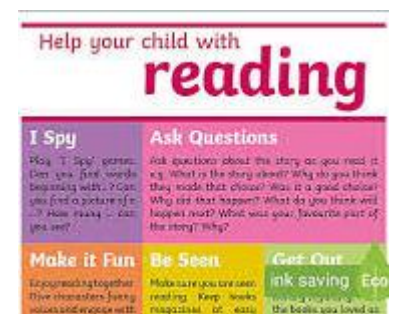 Help your child with
reading
I Spy
Play 'I Spy' games.
Can you find words
beginning with..? Can
you find a picture of a
..? How many .. can
you see?
Ask Questions
Ask questions about the story as you read it
e.g. What is the story about? Why do you think
they made that choice? Was it a good choice?
Why did that happen? What do you think will
happen next? What was your favourite part of
the story? Why?
Make it Fun
Enjoy reading together.
Give characters funny
voices and engage with
Be Seen
Make sure you are seen
reading. Keep books
magazines at easy
Get Out
the books you loved as
ink saving Eco